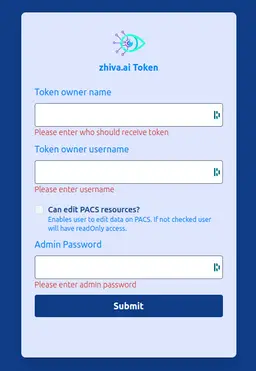 zhiva.ai Token
Token owner name
Please enter who should receive token
Token owner username
Please enter username
Can edit PACS resources?
Enables user to edit data on PACS. If not checked user
will have readOnly access.
Admin Password
Please enter admin password
Submit